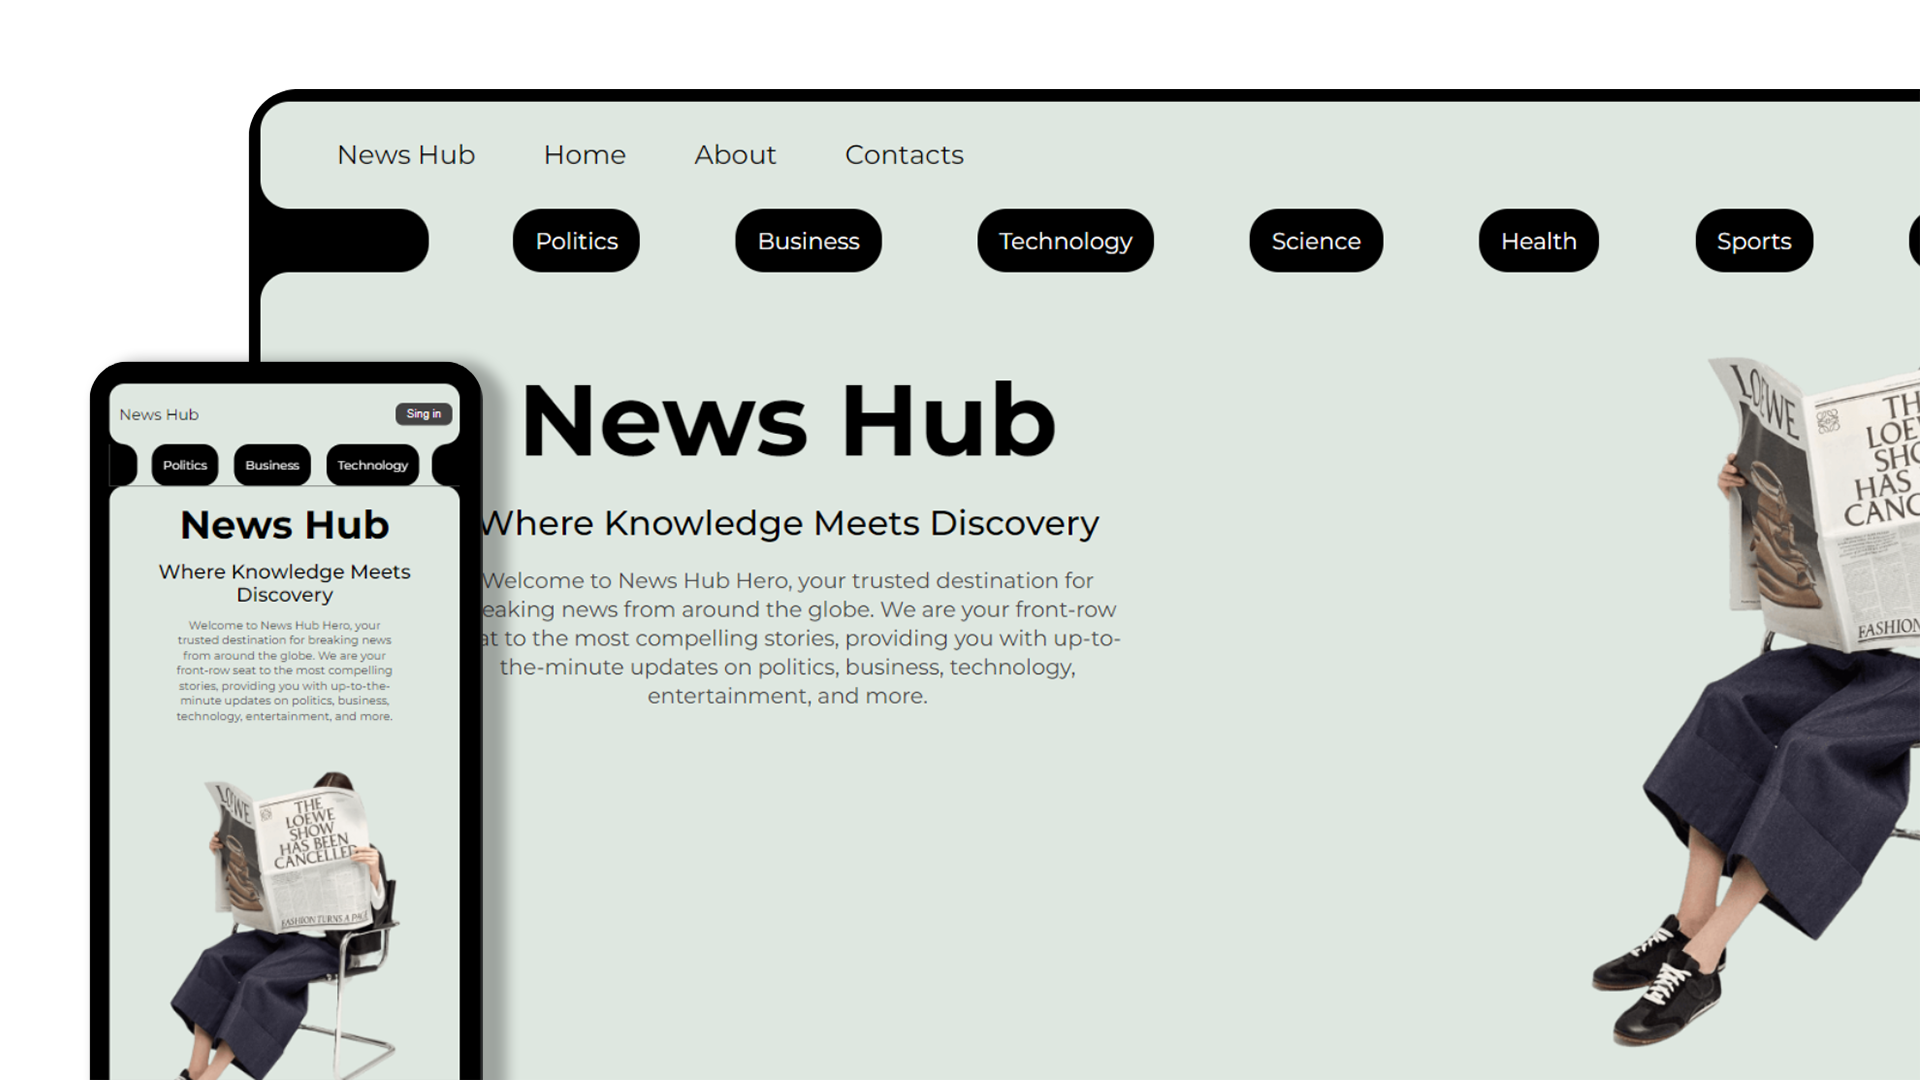 News Hub Home About Contacts
Politics Business Technology Science Health Sports
News Hub
Where Knowledge Meets Discovery
Welcome to News Hub Hero, your trusted destination for
eaking news from around the globe. We are your front-row
at to the most compelling stories, providing you with up-to-
the-minute updates on politics, business, technology,
entertainment, and more.
LOEWE
TH
LOE
SHO
HAS
CANC
FASHION
News Hub Sing in
Politics Business Technology
News Hub
Where Knowledge Meets
Discovery
Welcome to News Hub Hero, your
trusted destination for breaking news
from around the globe. We are your
front-row seat to the most compelling
stories, providing you with up-to-the-
minute updates on politics, business,
technology, entertainment, and more.
LOEWE
THE
LOEWE
SHOW
HAS BEEN
CANCELLED
FASHION TURNS A PAGE